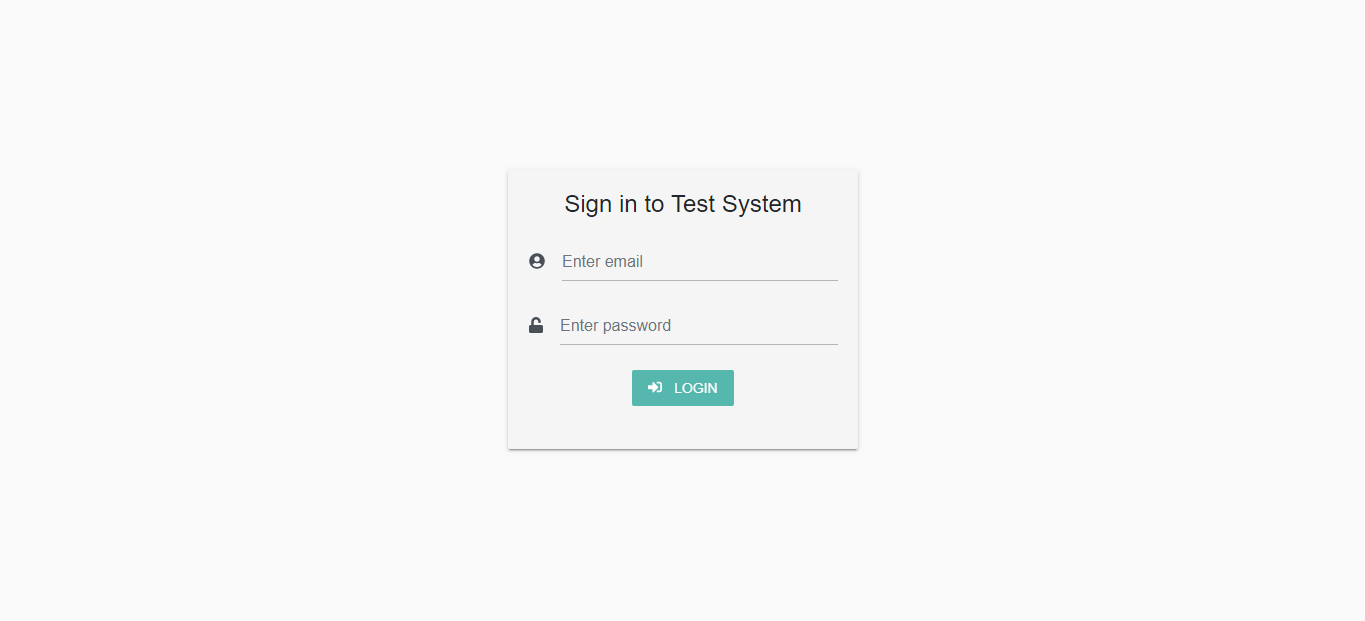 Sign in to Test System
Enter email
Enter password
LOGIN